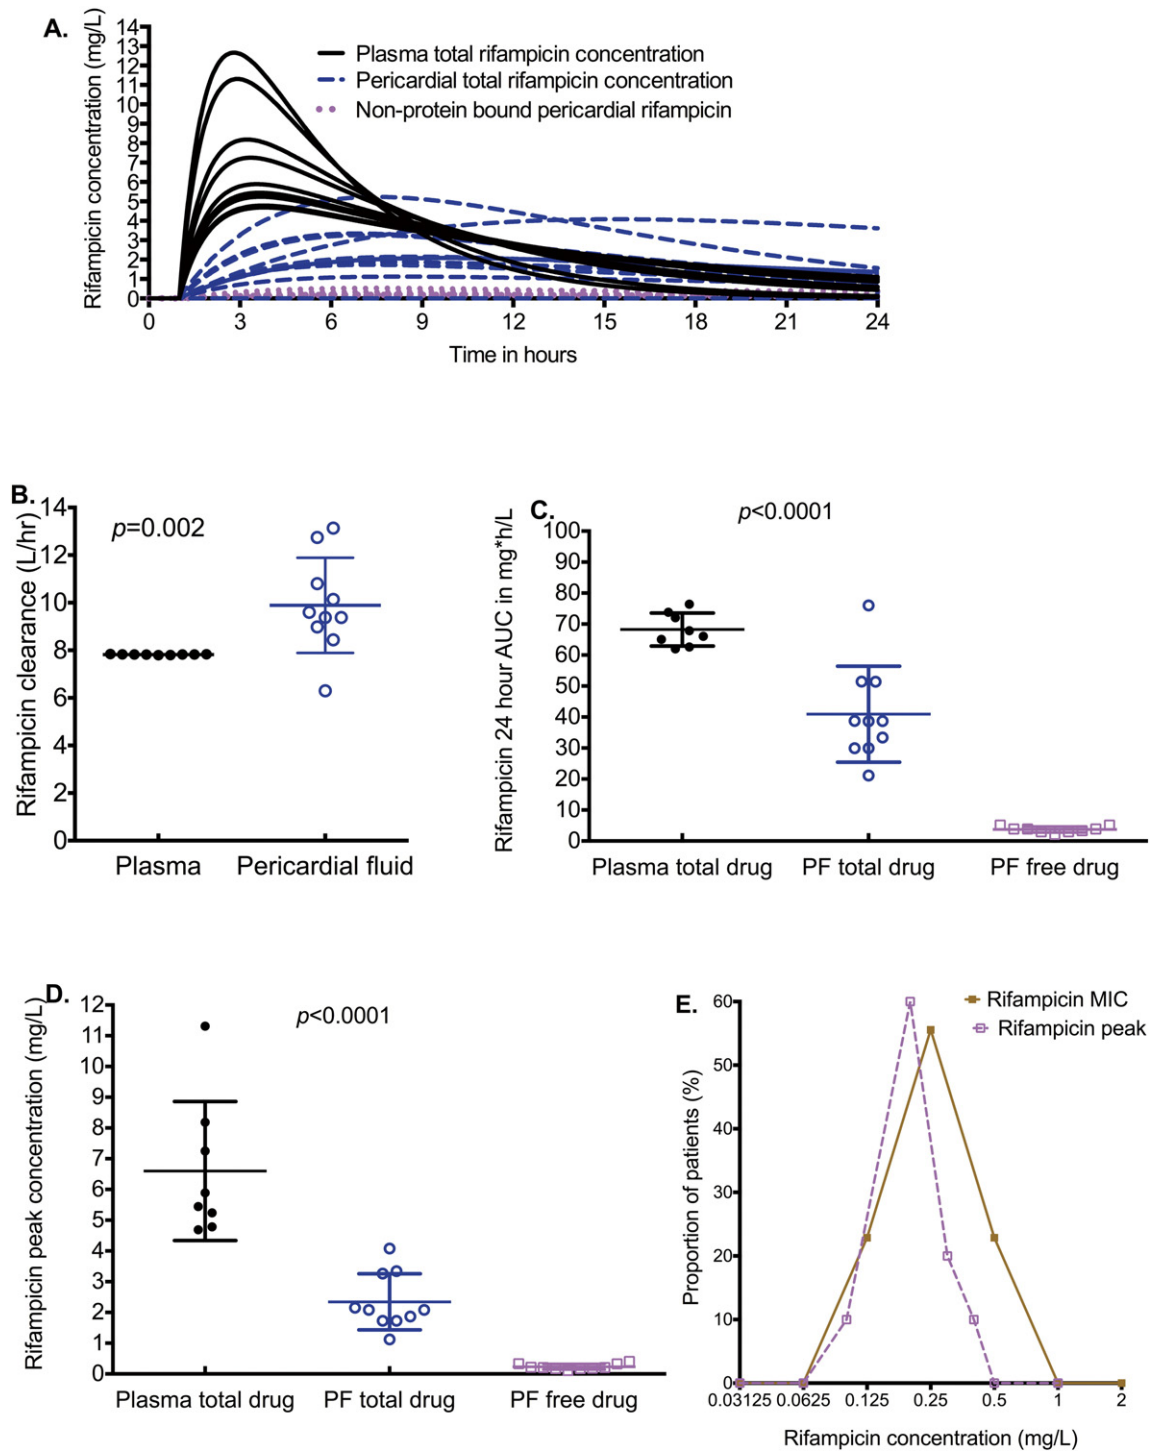 A.
Rifampicin concentration (mg/L)
14
13
12
11
10
9
8
7
6
5
4
3
2
1
0
Plasma total rifampicin concentration
Pericardial total rifampicin concentration
Non-protein bound pericardial rifampicin
0 3 6 9 12 15 18 21 24
Time in hours
B.
Rifampicin clearance (L/hr)
14
12
10
8
6
4
2
0
p=0.002
Plasma Pericardial fluid
C.
Rifampicin 24 hour AUC in mg*h/L
p<0.0001
100
90
80
70
60
50
40
30
20
10
0
Plasma total drug PF total drug PF free drug
D.
Rifampicin peak concentration (mg/L)
12
11
10
9
8
7
6
5
4
3
2
1
0
p<0.0001
Plasma total drug PF total drug PF free drug
E.
Proportion of patients (%)
60
50
40
30
20
10
0
Rifampicin MIC
Rifampicin peak
0.03125 0.0625 0.125 0.25 0.5 1 2
Rifampicin concentration (mg/L)